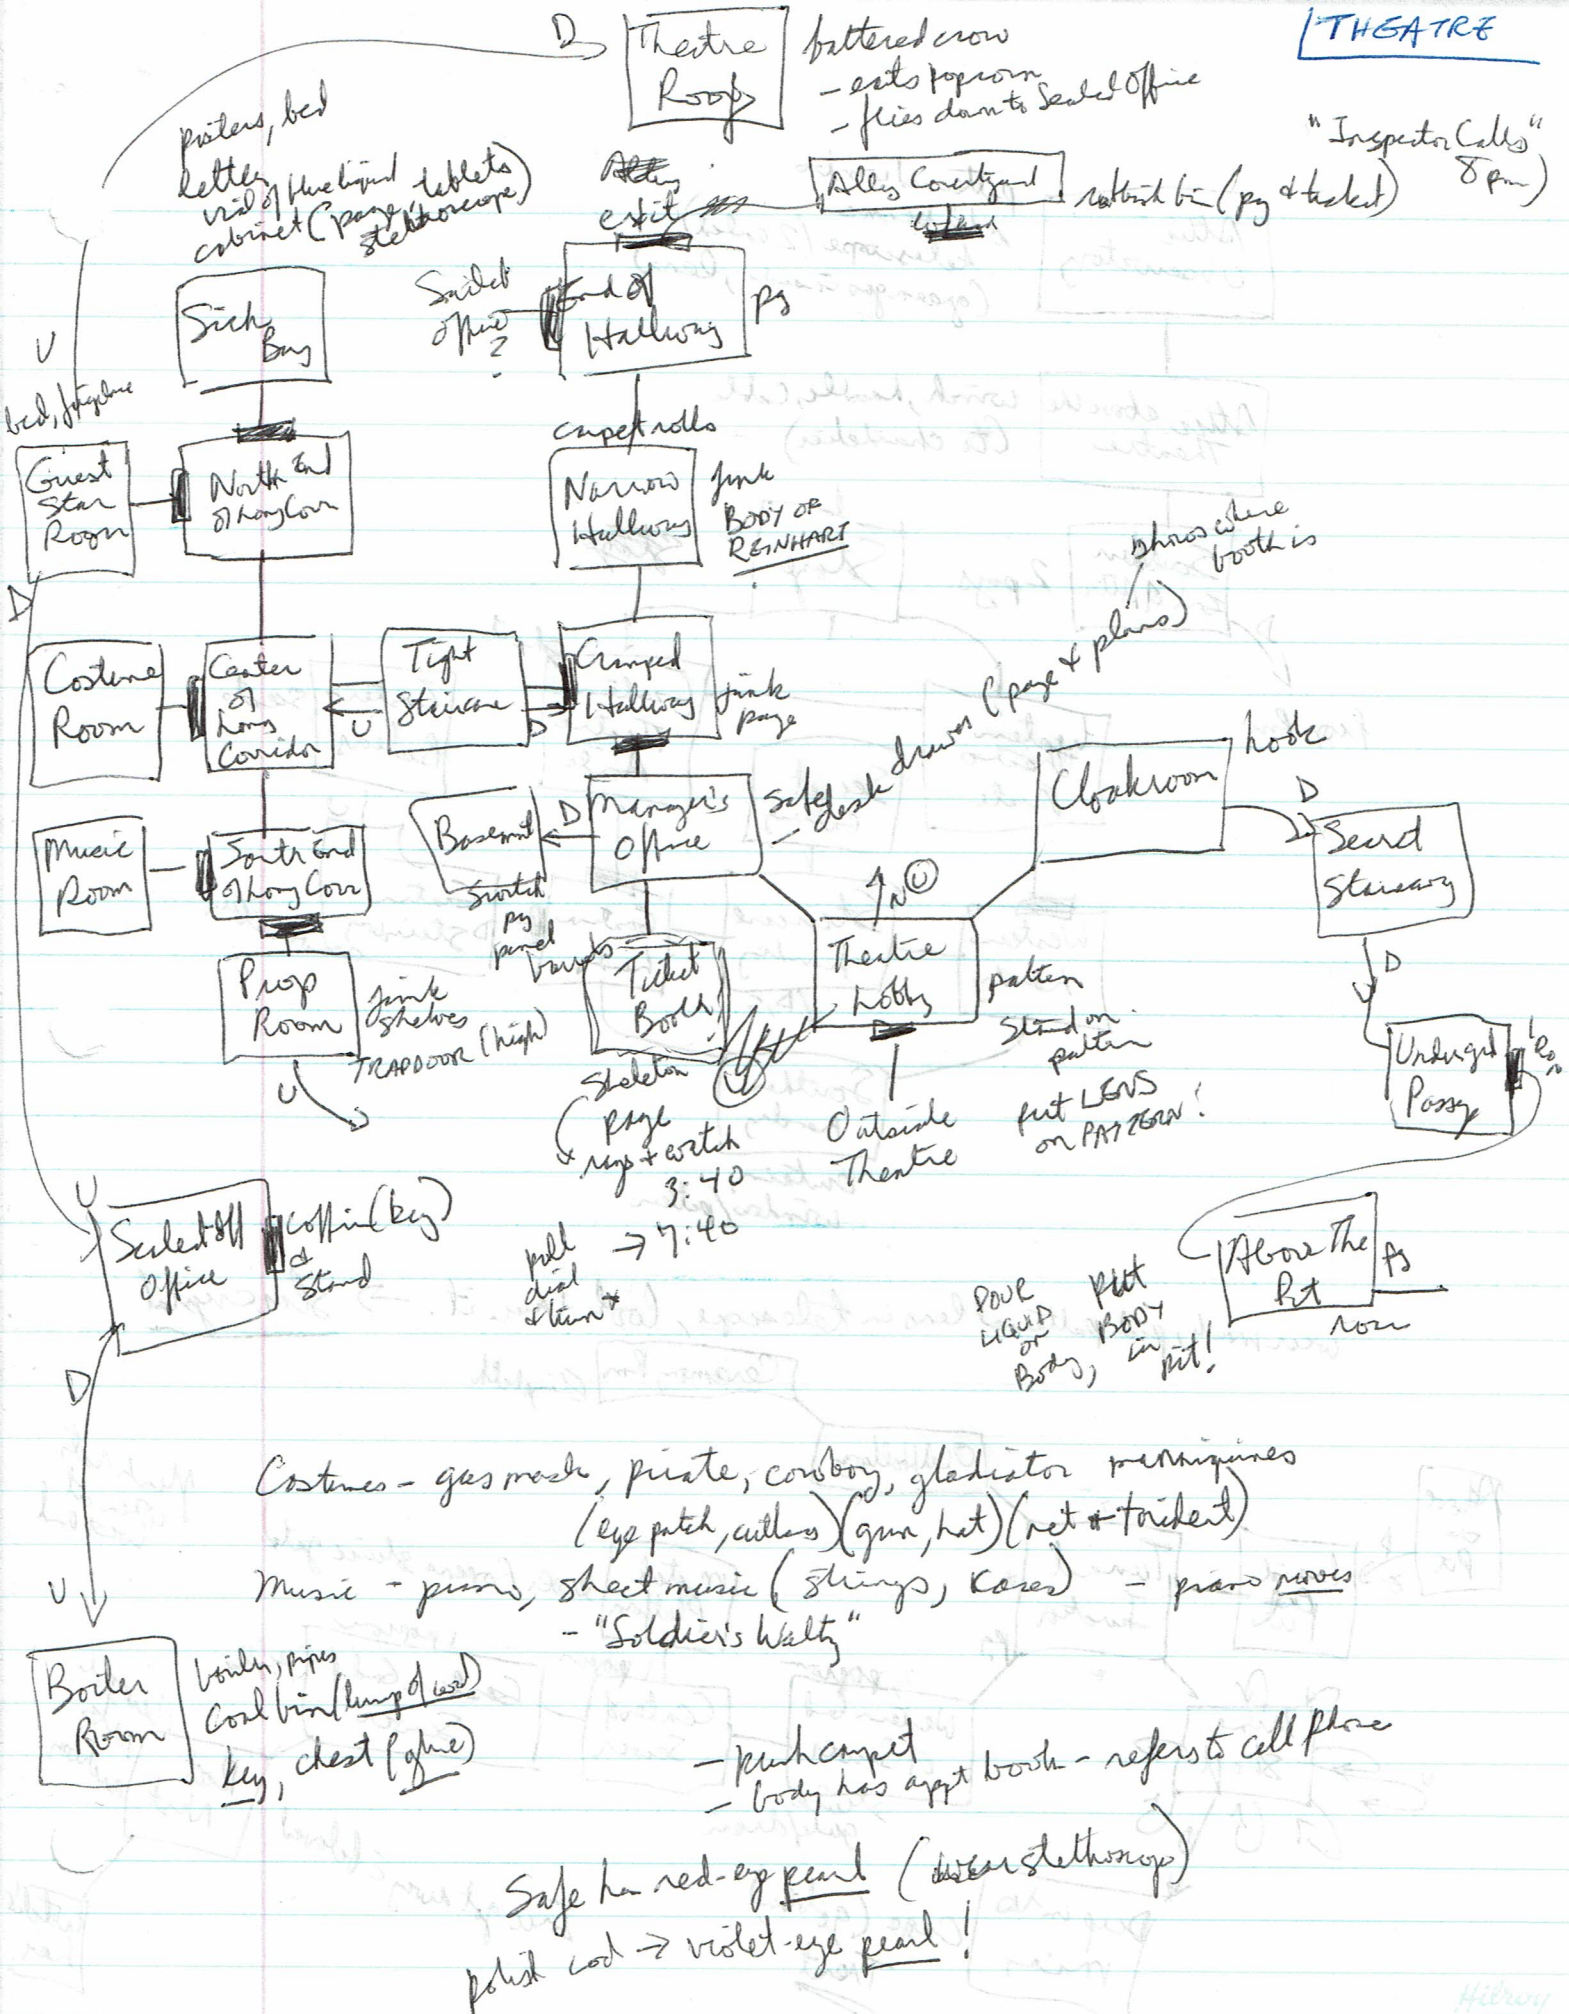 THEATRE
D
Theatre
Roof
battered crow
- eats popcorn
- flies down to Sealed Office
"Inspector Calls"
8 pm)
posters, bed
letter
vial of blue liquid
cabinet (page, tablets
stethoscope)
exit
Alley Courtyard
rubbish bin (pg & ticket)
Sick
Bay
office
?
End of
Hallway
pg
U
bed, fireplace
Guest
Star
Room
North End
of Long Corr
carpet rolls
Narrow
Hallway
junk
BODY OF
REINHART
shows where
booth is
D
Costume
Room
Center
of
Long
Corridor
U
Tight
Staircase
D
Cramped
Hallway
junk
page
Music
Room
South End
of Long Corr
Basement
D
Manager's
Office
safe
- desk drawer (page & plans)
Cloakroom
hook
D
Secret
Stairway
switch
pg
panel
N
U
Prop
Room
junk
shelves
TRAPDOOR (high)
U
Ticket
Booth
Theatre
Lobby
pattern
Stand on
pattern
put LENS
on PATTERN!
D
U
Skeleton
page
rags & watch
3:40
→ 7:40
pull
dial
& turn
Outside
Theatre
Undergrd
Passg
U
Sealed Off
Office
coffin (key)
&
stand
Above The
Pit
pg
POUR
LIQUID
on
Body,
PUT
BODY
in
pit!
D
Costumes - gas mask, pirate, cowboy, gladiator manniquines
(eye patch, cutlass) (gun, hat) (net & trident)
Music - piano, sheet music (strings, Kares) - piano moves
- "Soldier's Waltz"
U
Boiler
Room
boiler, pipes
coal bin (lump of coal)
key, chest (glue)
- push carpet
- body has appt book - refers to cell phone
Safe has red-eye pearl (wear stethoscope)
polish coal → violet-eye pearl!
Hilroy